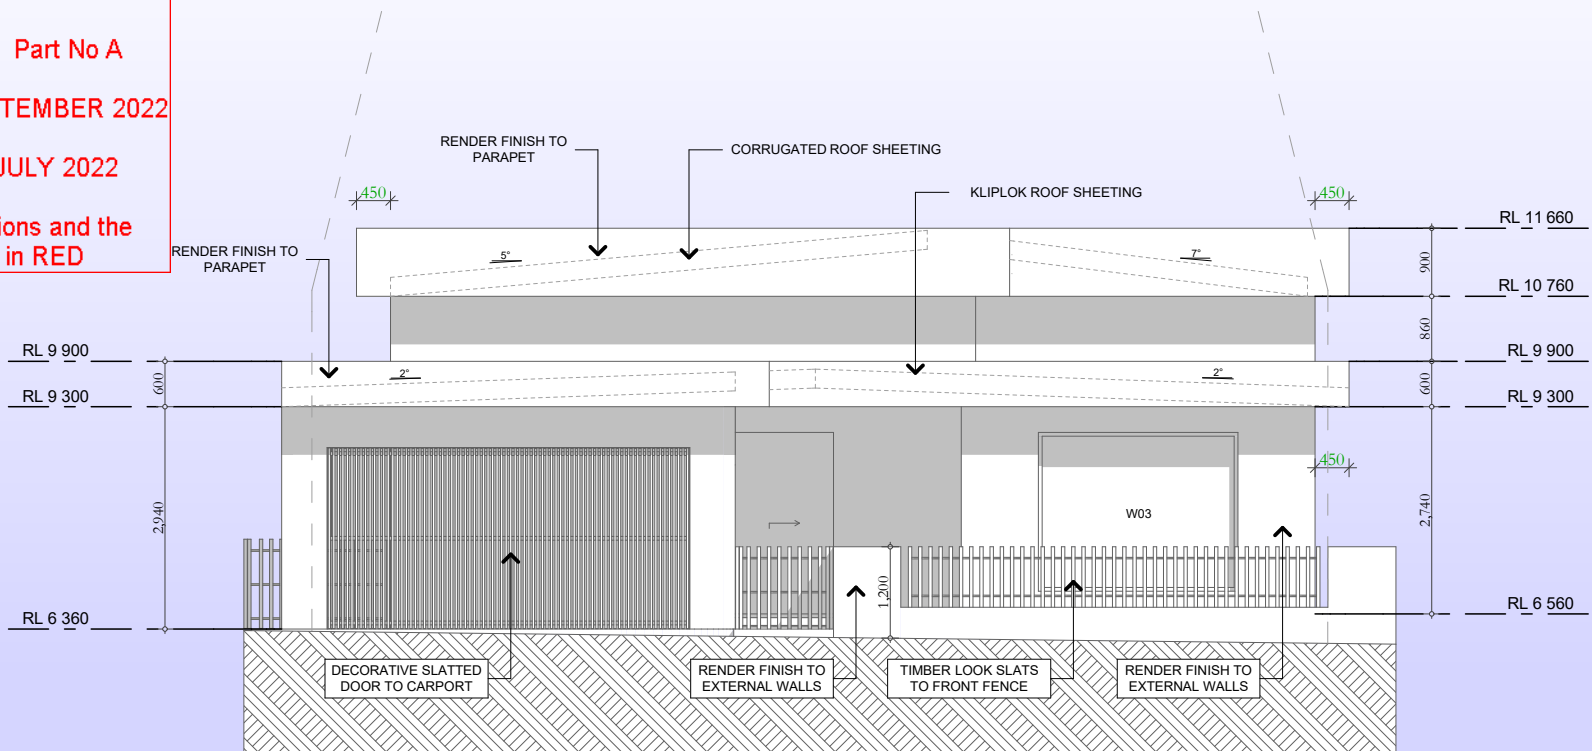 Part No A
TEMBER 2022
JULY 2022
ions and the
in RED
RENDER FINISH TO
PARAPET
CORRUGATED ROOF SHEETING
KLIPLOK ROOF SHEETING
450
450
RENDER FINISH TO
PARAPET
5°
7°
RL 11 660
900
RL 10 760
860
RL 9 900
RL 9 900
600
2°
2°
600
RL 9 300
RL 9 300
450
2,940
W03
2,740
1,200
RL 6 360
RL 6 560
DECORATIVE SLATTED
DOOR TO CARPORT
RENDER FINISH TO
EXTERNAL WALLS
TIMBER LOOK SLATS
TO FRONT FENCE
RENDER FINISH TO
EXTERNAL WALLS